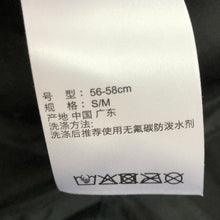 号 型：56-58cm
规 格：S/M
产地 中国 广东
洗涤方法：
洗涤后推荐使用无氟碳防泼水剂